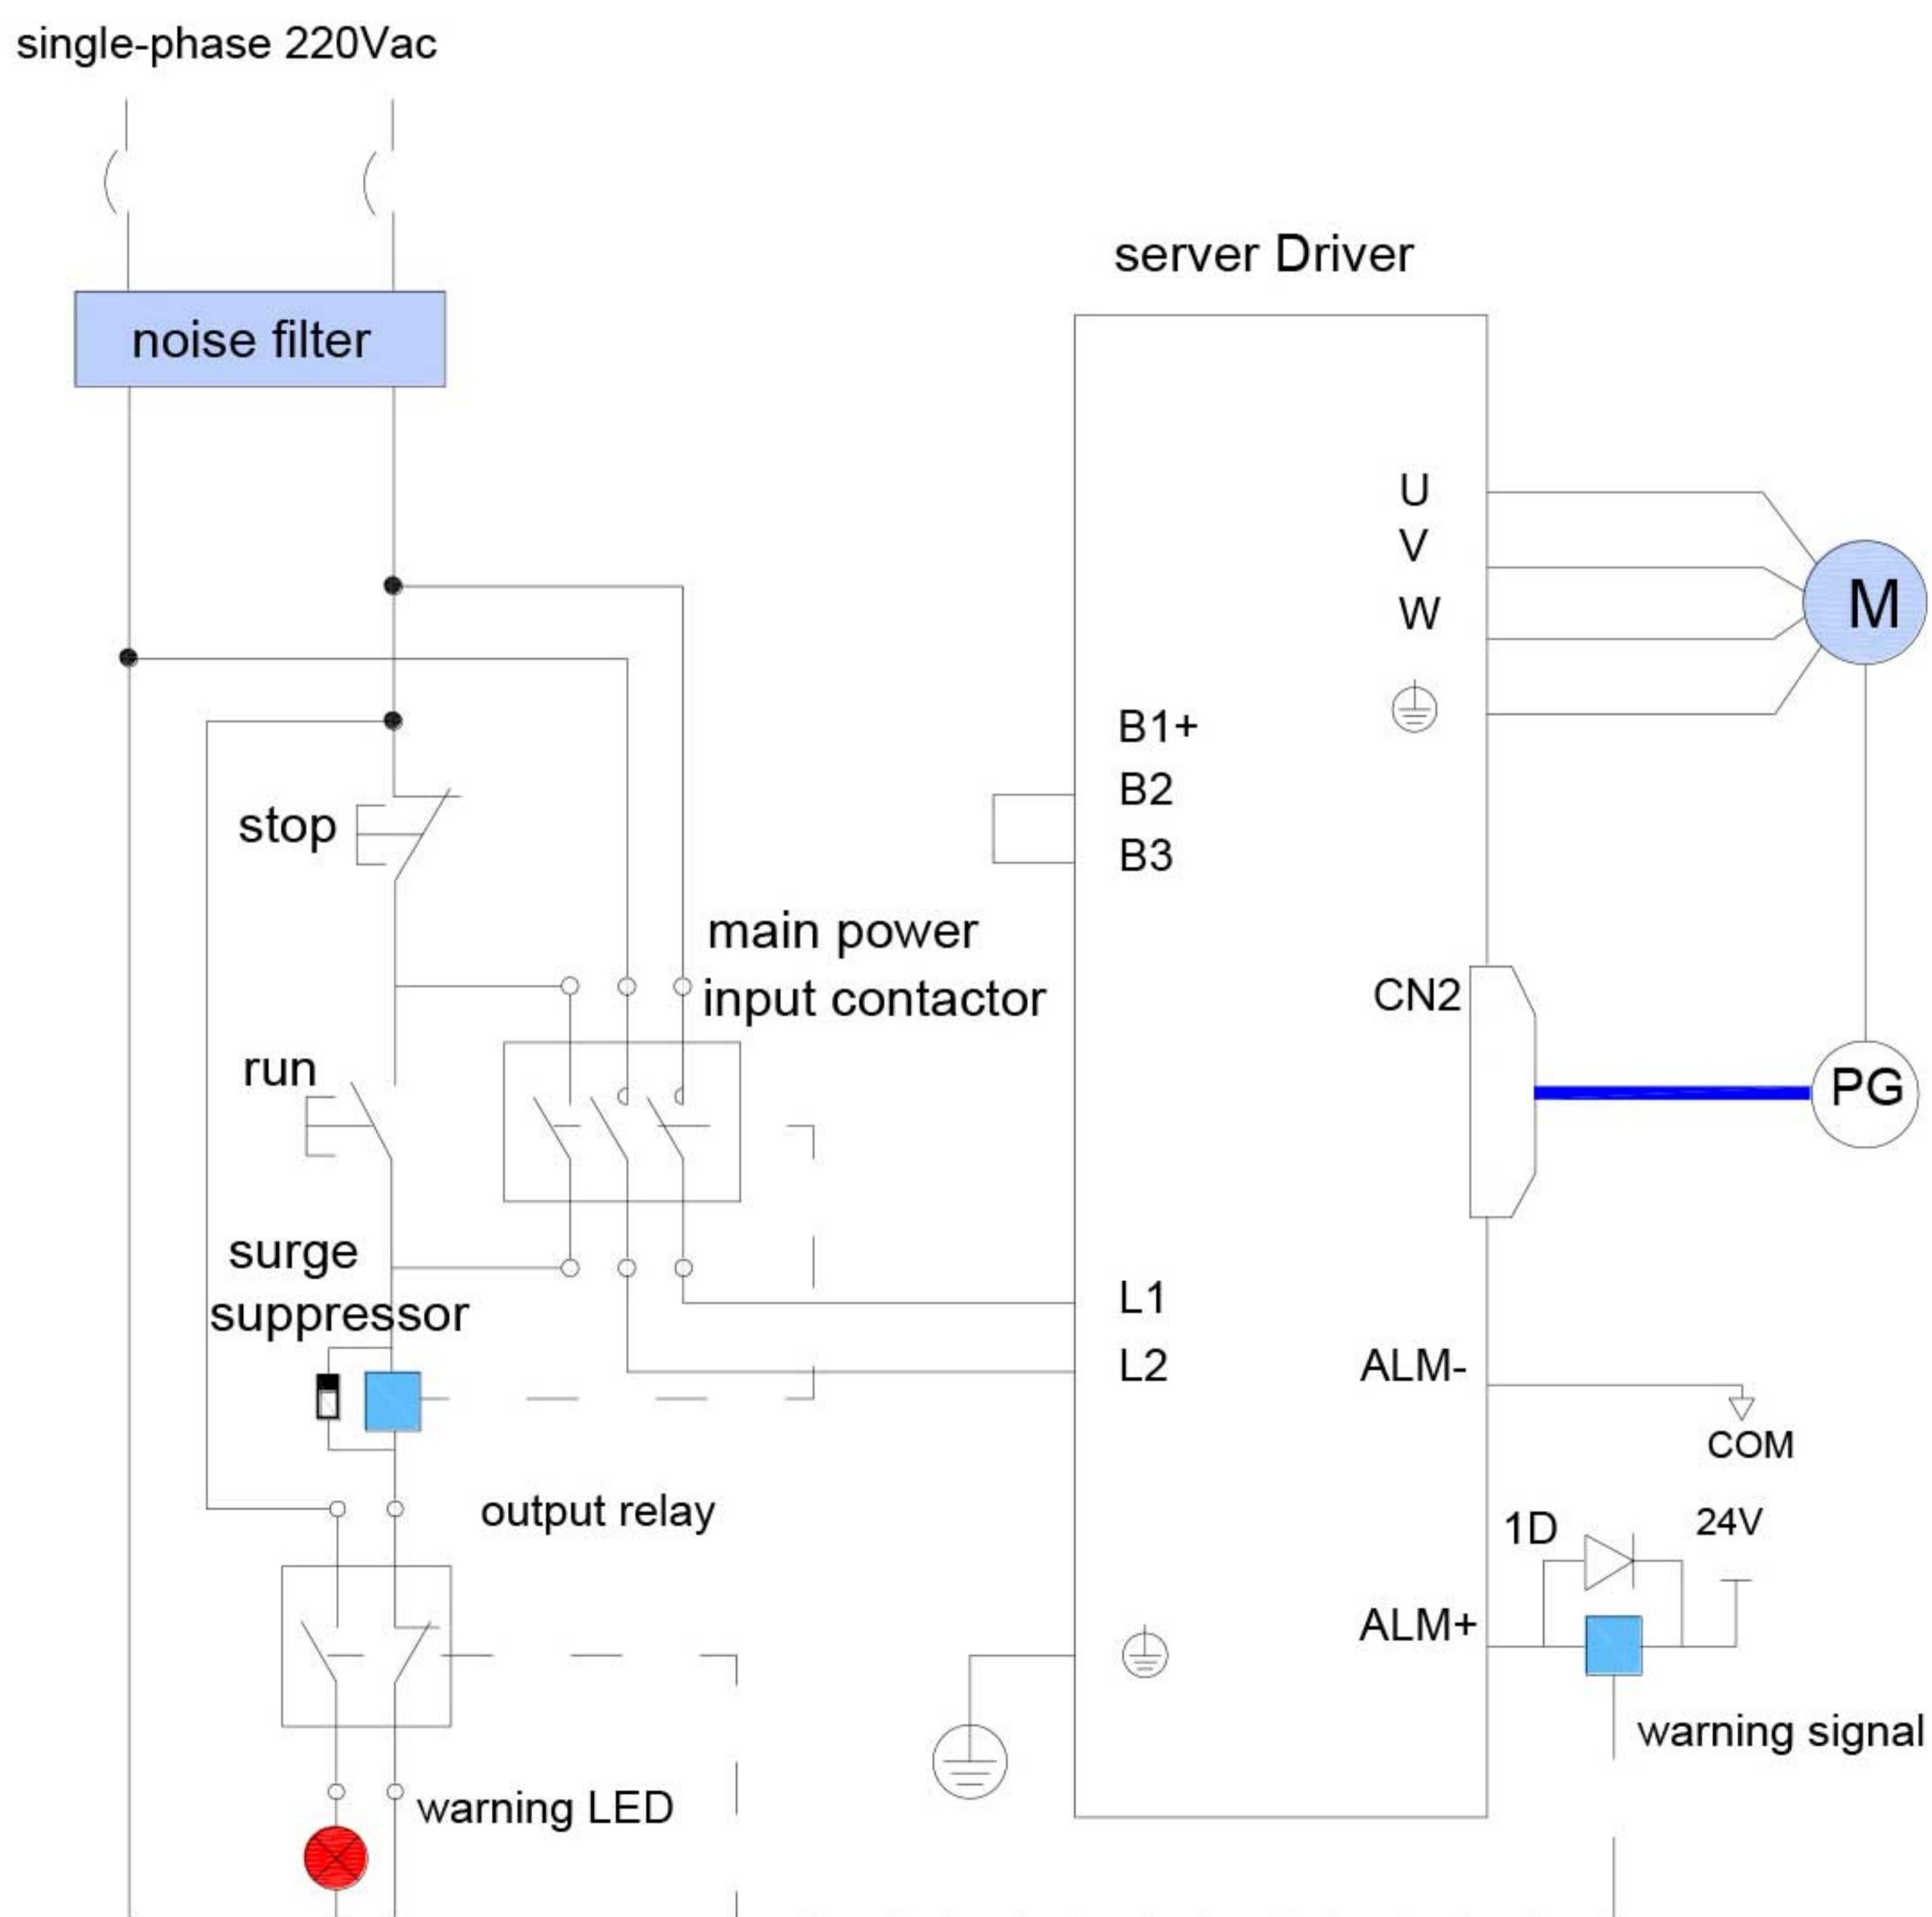 single-phase 220Vac
server Driver
noise filter
U
V
W
M
B1+
B2
B3
stop
main power
input contactor
CN2
run
PG
surge
suppressor
L1
L2
ALM-
COM
output relay
1D
24V
ALM+
warning signal
warning LED